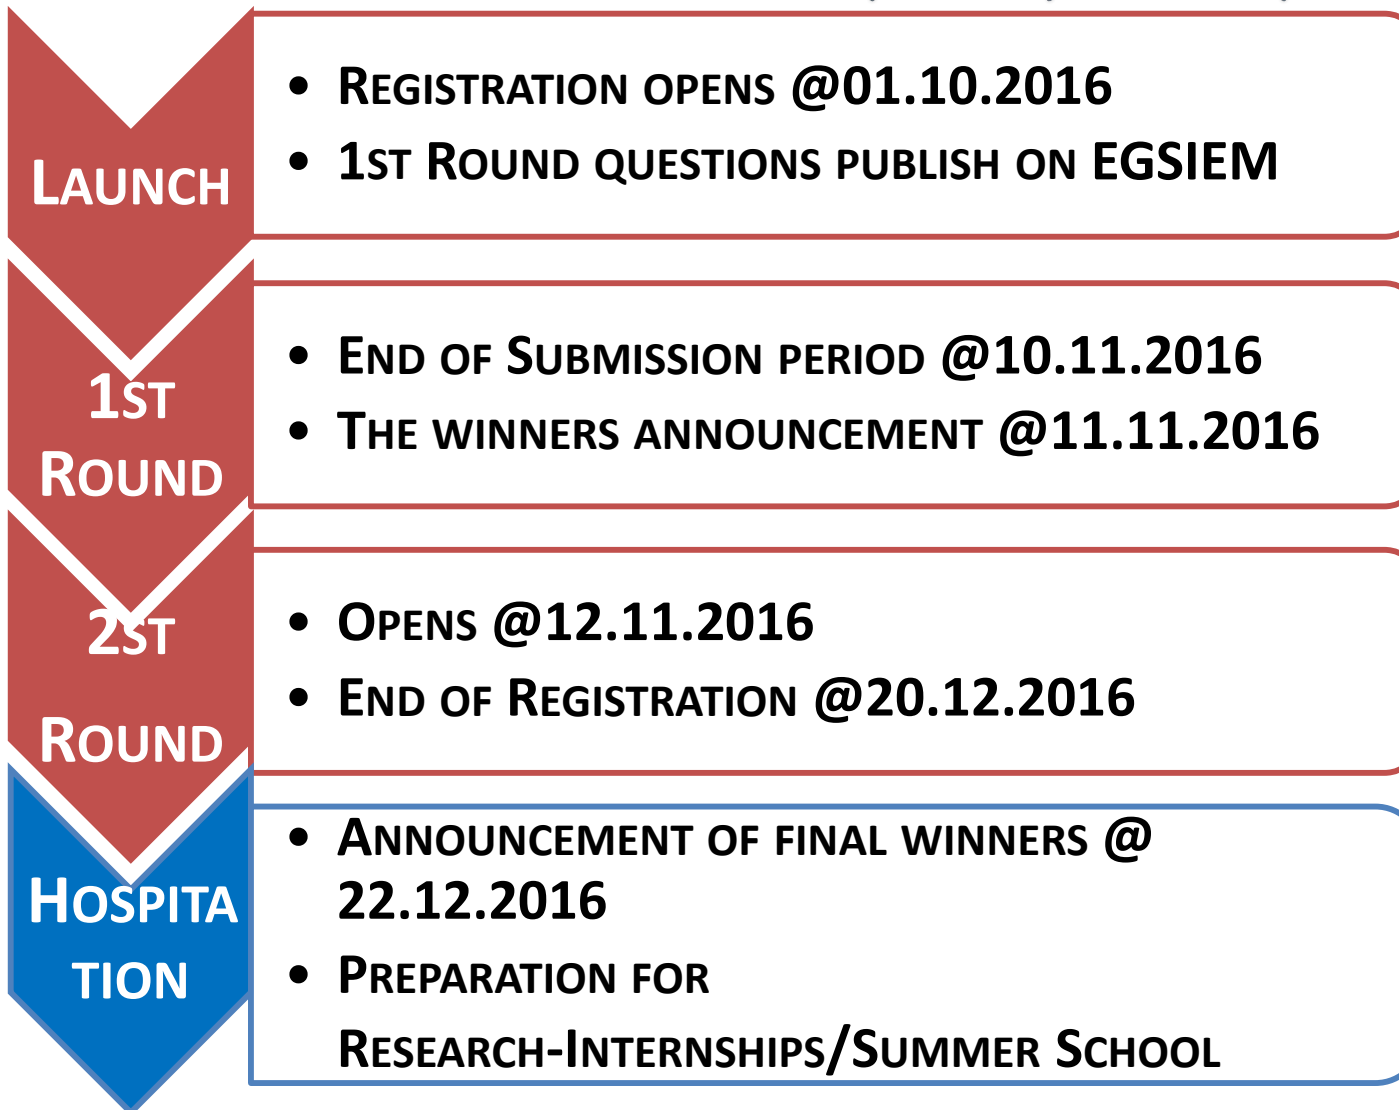 LAUNCH
• REGISTRATION OPENS @01.10.2016
• 1ST ROUND QUESTIONS PUBLISH ON EGSIEM
1ST
ROUND
• END OF SUBMISSION PERIOD @10.11.2016
• THE WINNERS ANNOUNCEMENT @11.11.2016
2ST
ROUND
• OPENS @12.11.2016
• END OF REGISTRATION @20.12.2016
HOSPITA
TION
• ANNOUNCEMENT OF FINAL WINNERS @
22.12.2016
• PREPARATION FOR
RESEARCH-INTERNSHIPS/SUMMER SCHOOL